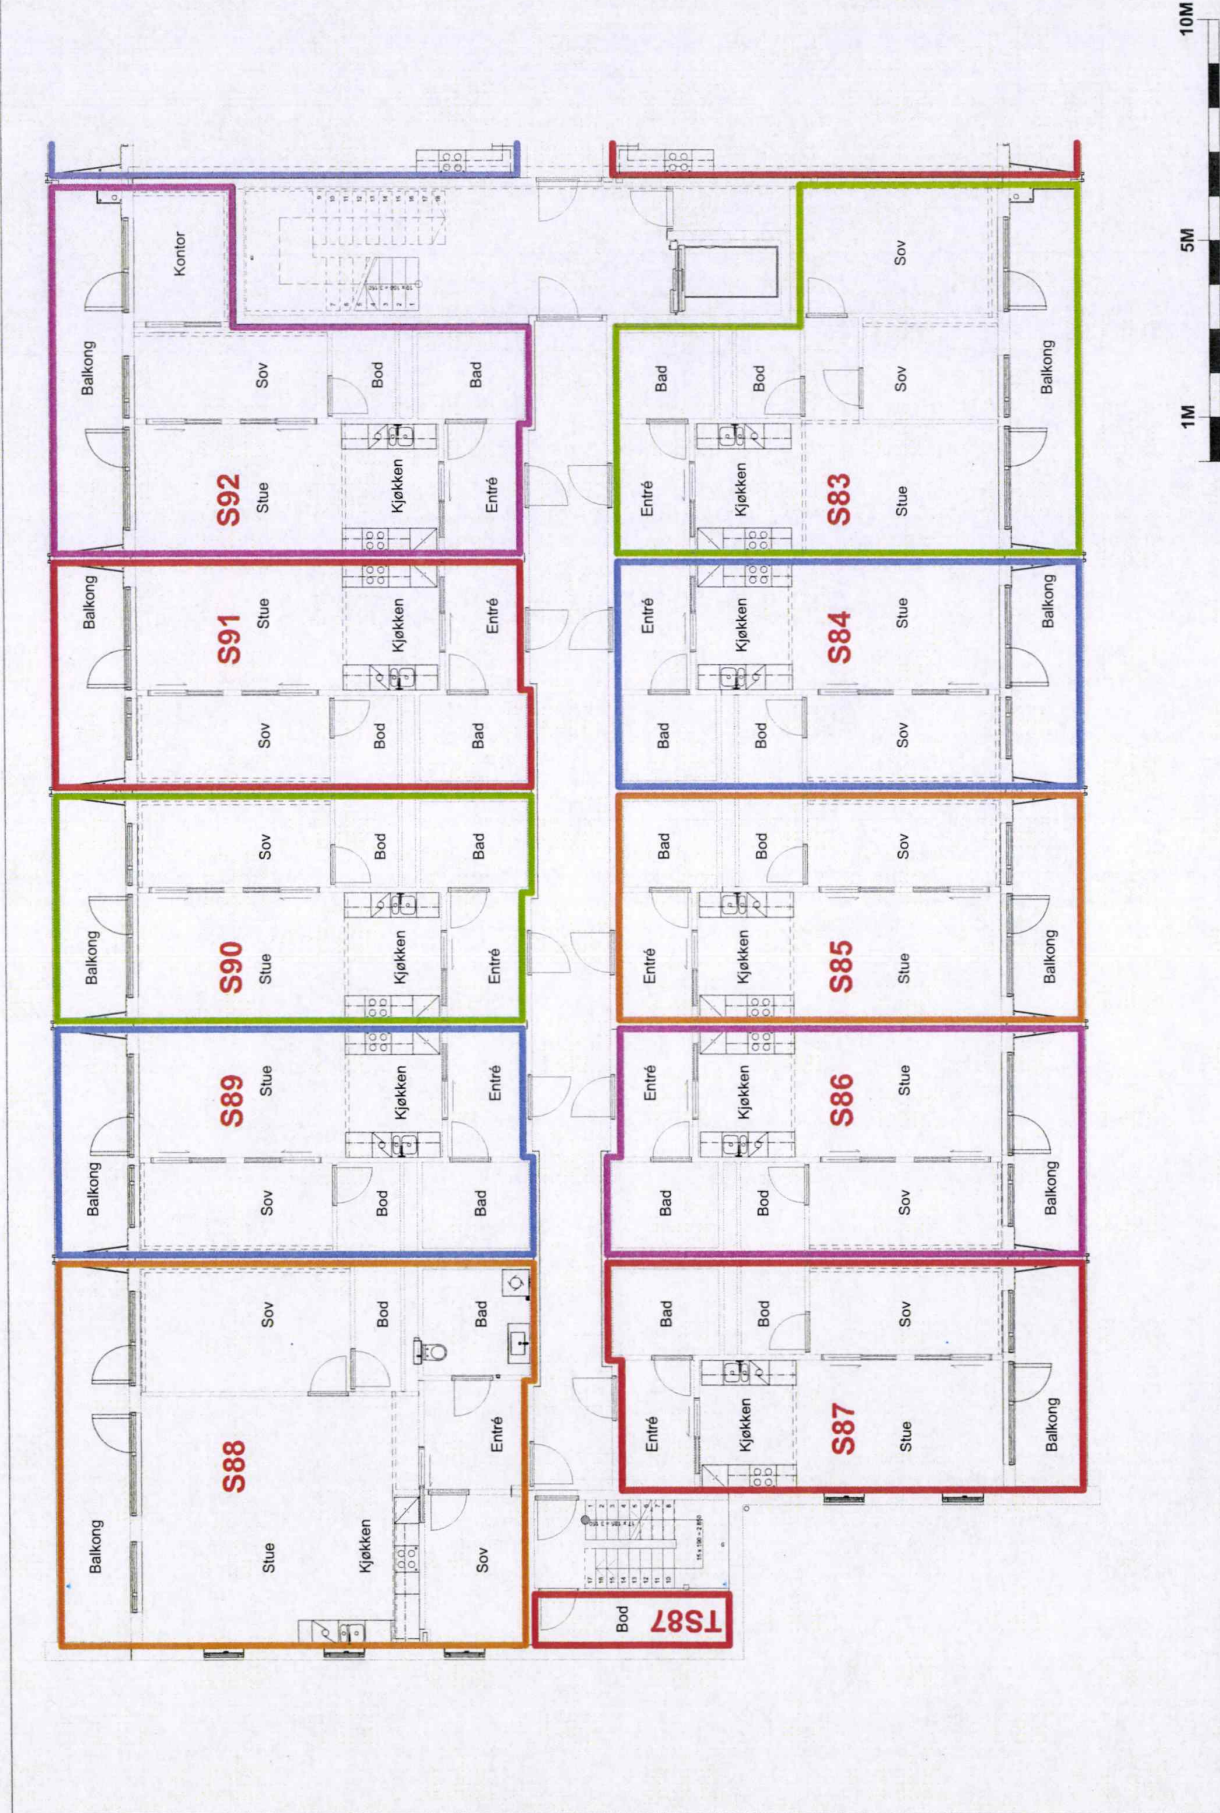 10M
5M
1M
Balkong
Kontor
Sov
Bod
Bad
S92
Stue
Kjøkken
Entré
Balkong
S91
Stue
Kjøkken
Entré
Sov
Bod
Bad
Balkong
S90
Stue
Kjøkken
Entré
Sov
Bod
Bad
Balkong
S89
Stue
Kjøkken
Entré
Sov
Bod
Bad
Balkong
S88
Stue
Kjøkken
Entré
Sov
Bod
Bad
Sov
Bod
TS87
Bad
Bod
Sov
Sov
Balkong
Entré
Kjøkken
Stue
S83
Entré
Kjøkken
Stue
S84
Balkong
Bad
Bod
Sov
Bad
Bod
Sov
Entré
Kjøkken
Stue
S85
Balkong
Entré
Kjøkken
Stue
S86
Balkong
Bad
Bod
Sov
Bad
Bod
Sov
Entré
Kjøkken
Stue
S87
Balkong